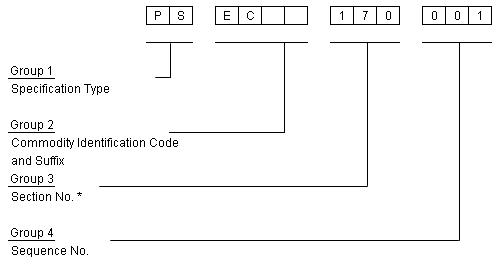 P S E C 1 7 0 0 0 1
Group 1
Specification Type
Group 2
Commodity Identification Code
and Suffix
Group 3
Section No. *
Group 4
Sequence No.